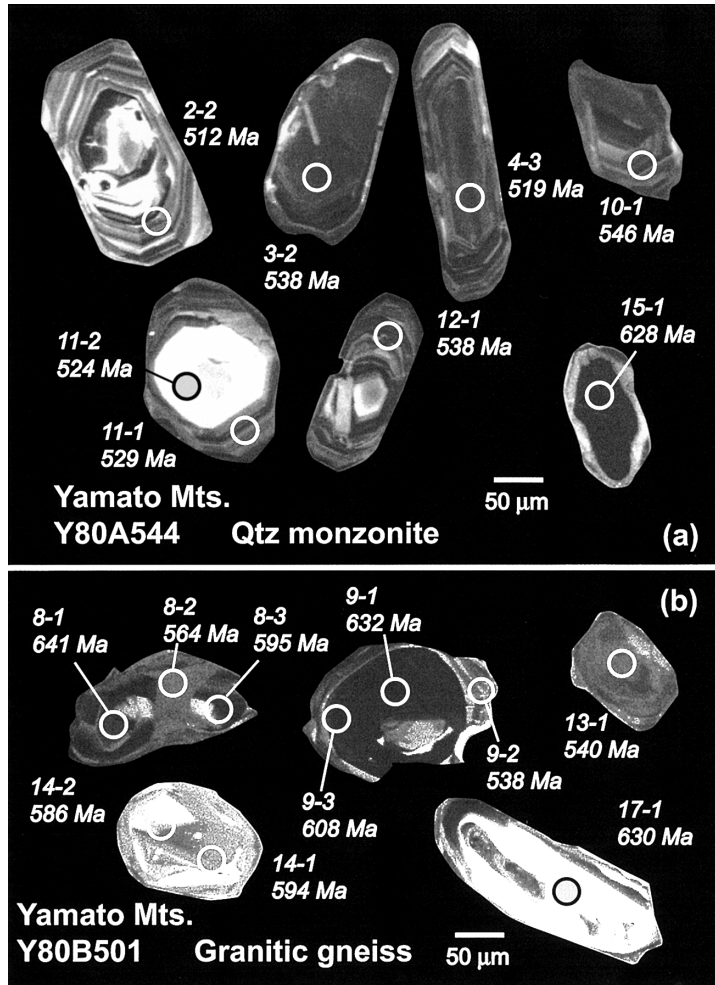 2-2
512 Ma
3-2
538 Ma
4-3
519 Ma
10-1
546 Ma
11-2
524 Ma
11-1
529 Ma
12-1
538 Ma
15-1
628 Ma
50 μm
Yamato Mts.
Y80A544 Qtz monzonite (a)
(b)
8-1
641 Ma
8-2
564 Ma
8-3
595 Ma
9-1
632 Ma
13-1
540 Ma
9-2
538 Ma
9-3
608 Ma
14-2
586 Ma
14-1
594 Ma
17-1
630 Ma
Yamato Mts.
Y80B501 Granitic gneiss
50 μm